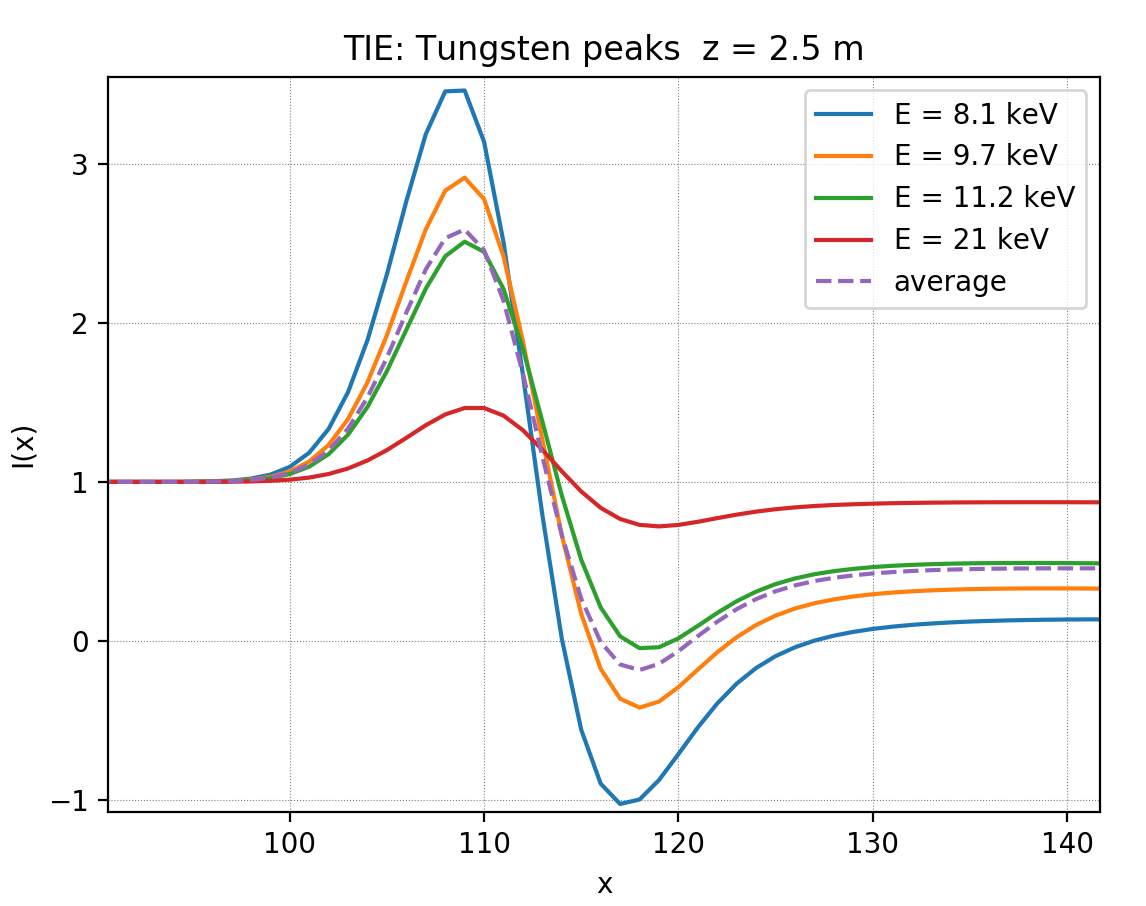 TIE: Tungsten peaks  z = 2.5 m
I(x)
3
2
1
0
−1
E = 8.1 keV
E = 9.7 keV
E = 11.2 keV
E = 21 keV
average
100 110 120 130 140
x